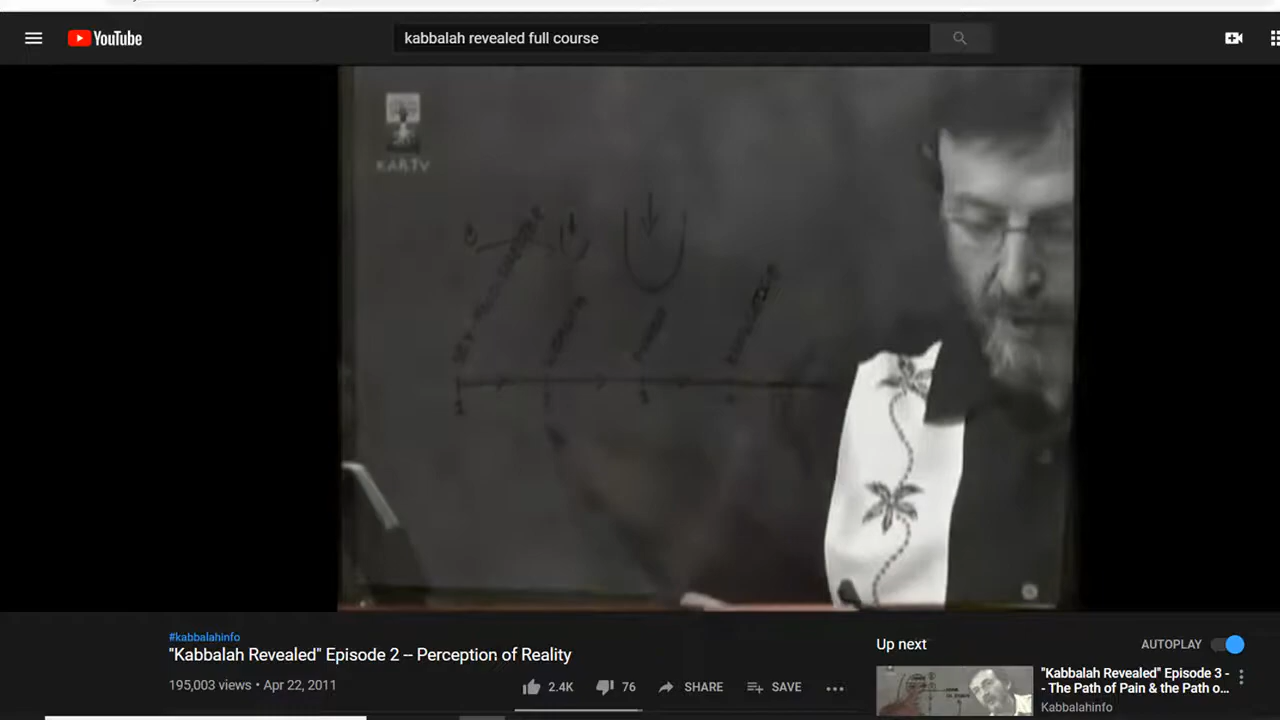 YouTube
kabbalah revealed full course
KAB.TV
#kabbalahinfo
"Kabbalah Revealed" Episode 2 -- Perception of Reality
195,003 views • Apr 22, 2011
2.4K
76
SHARE
SAVE
Up next
AUTOPLAY
"Kabbalah Revealed" Episode 3 -
- The Path of Pain & the Path o...
Kabbalahinfo